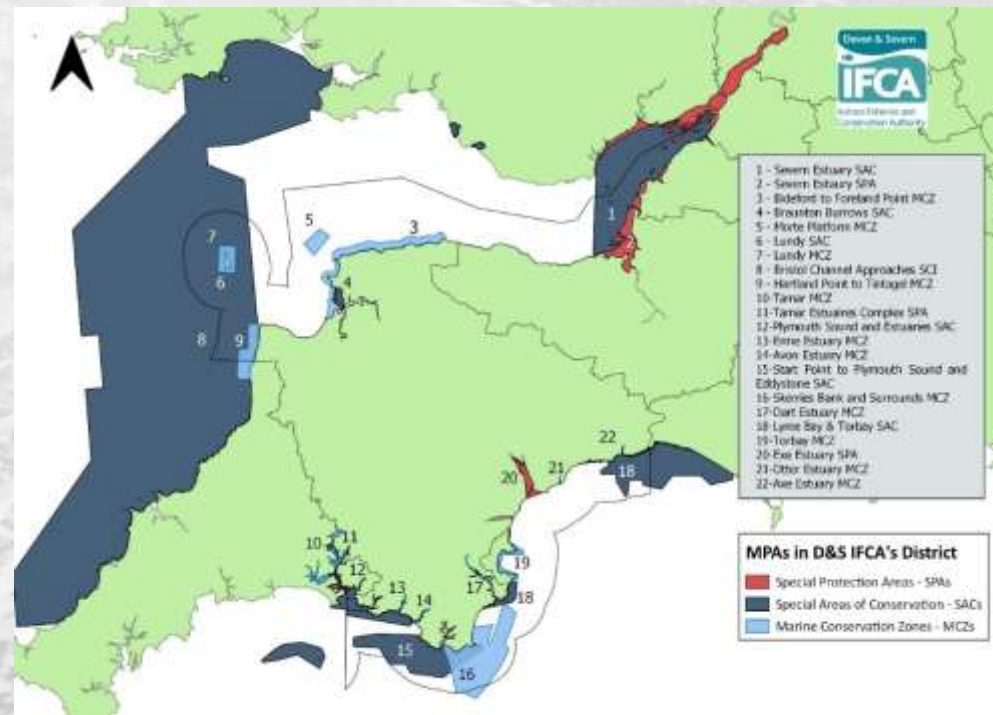 Devon & Severn
IFCA
Inshore Fisheries and
Conservation Authority
1 - Severn Estuary SAC
2 - Severn Estaury SPA
3 - Bideford to Foreland Point MCZ
4 - Braunton Burrows SAC
5 - Morte Platform MCZ
6 - Lundy SAC
7 - Lundy MCZ
8 - Bristol Channel Approaches SCI
9 - Hartland Point to Tintagel MCZ
10-Tamar MCZ
11-Tamar Estuaires Complex SPA
12-Plymouth Sound and Estuaries SAC
13-Erme Estuary MCZ
14-Avon Estuary MCZ
15-Start Point to Plymouth Sound and
Eddystone SAC
16-Skerries Bank and Surrounds MCZ
17-Dart Estuary MCZ
18-Lyme Bay & Torbay SAC
19-Torbay MCZ
20-Exe Estuary SPA
21-Otter Estuary MCZ
22-Axe Estuary MCZ
1
2
3
5
7
6
4
8
9
22
18
21
20
10
11
19
12
17
13
18
14
15
16
MPAs in D&S IFCA's District
Special Protection Areas - SPAs
Special Areas of Conservation - SACs
Marine Conservation Zones - MCZs